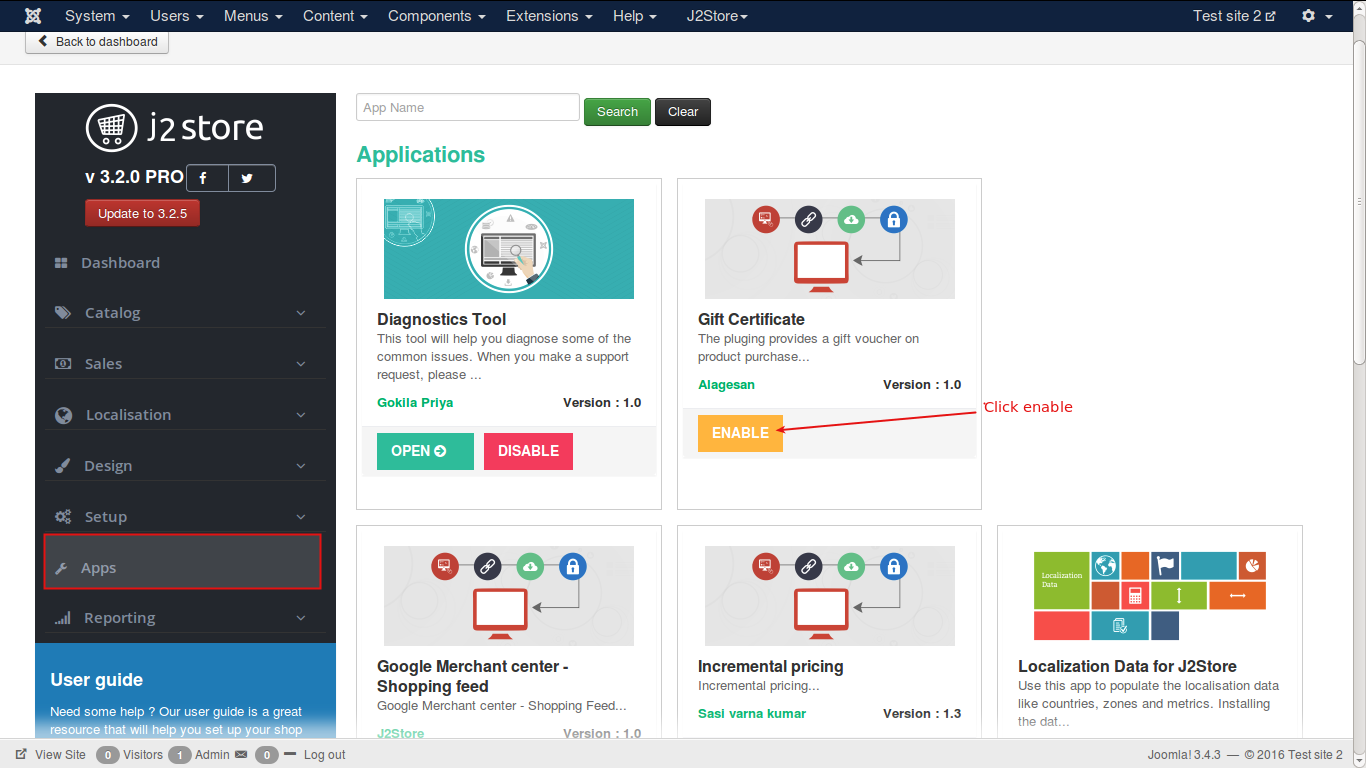 System Users Menus Content Components Extensions Help J2Store Test site 2
Back to dashboard
j2store
v 3.2.0 PRO
Update to 3.2.5
Dashboard
Catalog
Sales
Localisation
Design
Setup
Apps
Reporting
User guide
Need some help ? Our user guide is a great
resource that will help you set up your shop
App Name Search Clear
Applications
Diagnostics Tool
This tool will help you diagnose some of the
common issues. When you make a support
request, please ...
Gokila Priya Version : 1.0
OPEN DISABLE
Gift Certificate
The pluging provides a gift voucher on
product purchase...
Alagesan Version : 1.0
ENABLE
Click enable
Google Merchant center -
Shopping feed
Google Merchant center - Shopping Feed...
J2Store Version : 1.0
Incremental pricing
Incremental pricing...
Sasi varna kumar Version : 1.3
Localization
Data
Localization Data for J2Store
Use this app to populate the localisation data
like countries, zones and metrics. Installing
the dat...
View Site 0 Visitors 1 Admin 0 Log out Joomla! 3.4.3 — © 2016 Test site 2